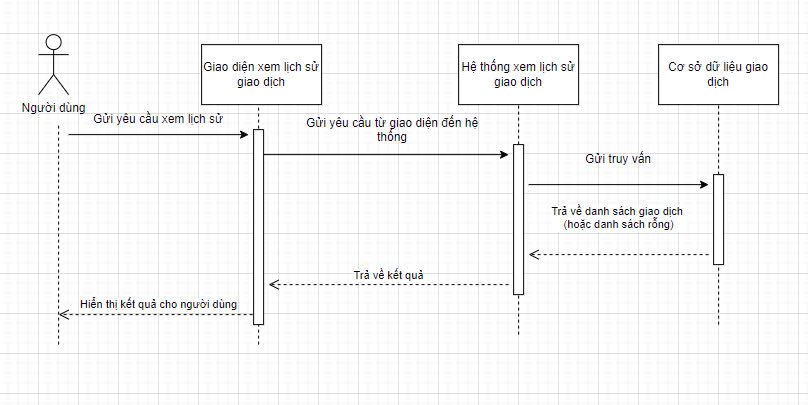 Giao diện xem lịch sử
giao dịch
Hệ thống xem lịch sử
giao dịch
Cơ sở dữ liệu giao
dịch
Người dùng
Gửi yêu cầu xem lịch sử
Gửi yêu cầu từ giao diện đến hệ
thống
Gửi truy vấn
Trả về danh sách giao dịch
(hoặc danh sách rỗng)
Trả về kết quả
Hiển thị kết quả cho người dùng